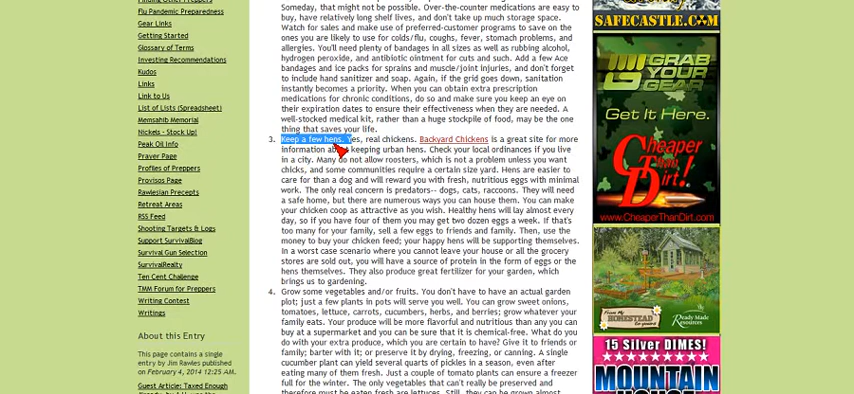 Finding Other Preppers
Flu Pandemic Preparedness
Gear Links
Getting Started
Glossary of Terms
Investing Recommendations
Kudos
Letters
Link to Us
List of Lists (Spreadsheet)
Memsahib Memorial
Nickels - Stock Up!
Peak Oil Info
Prayer Page
Profiles of Preppers
Provisos Page
Rawlesian Precepts
Retreat Areas
RSS Feed
Shooting Targets & Logs
Support SurvivalBlog
Survival Gun Selection
SurvivalRealty
Ten Cent Challenge
TMM Forum for Preppers
Writing Contest
Writings
About this Entry
This page contains a single
entry by Jim Rawles published
on February 4, 2014 12:25 AM.
Guest Article: Taxed Enough
Someday, that might not be possible. Over-the-counter medications are easy to
buy, have relatively long shelf lives, and don't take up much storage space.
Watch for sales and make use of preferred-customer programs to save on the
ones you are likely to use for colds/flu, coughs, fever, stomach problems, and
allergies. You'll need plenty of bandages in all sizes as well as rubbing alcohol,
hydrogen peroxide, and antibiotic ointment for cuts and such. Add a few Ace
bandages and ice packs for sprains and muscle/joint injuries, and don't forget
to include hand sanitizer and soap. Again, if the grid goes down, sanitation
instantly becomes a priority. When you can obtain extra prescription
medications for chronic conditions, do so and make sure you keep an eye on
their expiration dates to ensure their effectiveness when they are needed. A
well-stocked medical kit, rather than a huge stockpile of food, may be the one
thing that saves your life.
3. Keep a few hens. Yes, real chickens. Backyard Chickens is a great site for more
information about keeping urban hens. Check your local ordinances if you live
in a city. Many do not allow roosters, which is not a problem unless you want
chicks, and some communities require a certain size yard. Hens are easier to
care for than a dog and will reward you with fresh, nutritious eggs with minimal
work. The only real concern is predators-- dogs, cats, raccoons. They will need
a safe home, but there are numerous ways you can house them. You can make
your chicken coop as attractive as you wish. Healthy hens will lay almost every
day, so if you have four of them you may get two dozen eggs a week. If that's
too many for your family, sell a few eggs to friends and family. Then, use the
money to buy your chicken feed; your happy hens will be supporting themselves.
In a worst case scenario where you cannot leave your house or all the grocery
stores are sold out, you will have a source of protein in the form of eggs or the
hens themselves. They also produce great fertilizer for your garden, which
brings us to gardening.
4. Grow some vegetables and/or fruits. You don't have to have an actual garden
plot; just a few plants in pots will serve you well. You can grow sweet onions,
tomatoes, lettuce, carrots, cucumbers, herbs, and berries; grow whatever your
family eats. Your produce will be more flavorful and nutritious than any you can
buy at a supermarket and you can be sure that it is chemical-free. What do you
do with your extra produce, which you are certain to have? Give it to friends or
family; barter with it; or preserve it by drying, freezing, or canning. A single
cucumber plant can yield several quarts of pickles in a season, even after
eating many of them fresh. Just a couple of tomato plants can ensure a freezer
full for the winter. The only vegetables that can't really be preserved and
therefore must be eaten fresh
SAFECASTLE.COM
GRAB
YOUR
GEAR
Get It Here.
Cheaper
Than
Dirt!
www.CheaperThanDirt.com
From My
HOMESTEAD
to yours
Ready Made
Resources
15 Silver DIMES!
MOUNTAIN